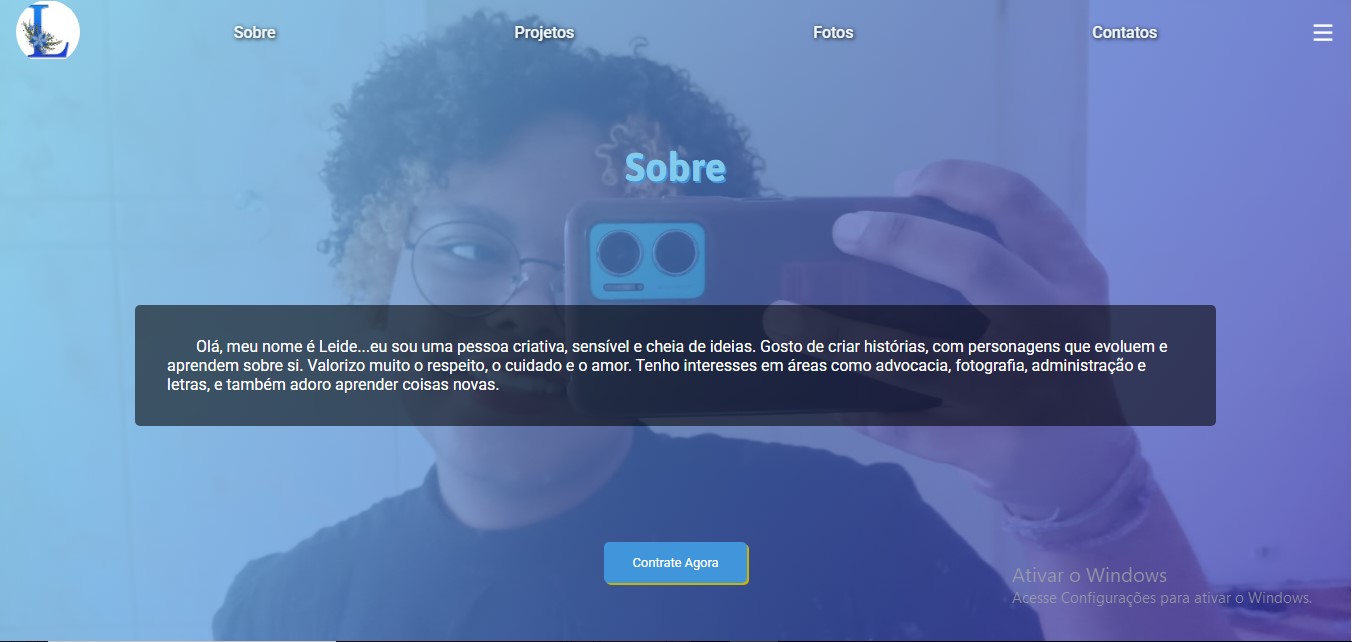 L
Sobre
Projetos
Fotos
Contatos
Sobre
Olá, meu nome é Leide...eu sou uma pessoa criativa, sensível e cheia de ideias. Gosto de criar histórias, com personagens que evoluem e
aprendem sobre si. Valorizo muito o respeito, o cuidado e o amor. Tenho interesses em áreas como advocacia, fotografia, administração e
letras, e também adoro aprender coisas novas.
Contrate Agora
Ativar o Windows
Acesse Configurações para ativar o Windows.